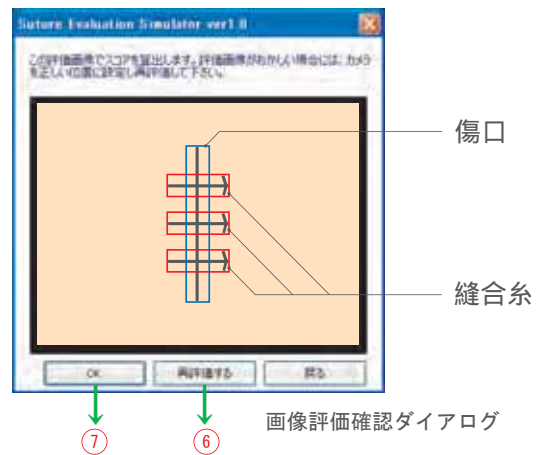 Suture Evaluation Simulator ver1.0
この評価画像でスコアを算出します。評価画像がおかしい場合には、カメラ
を正しい位置に設定し再評価して下さい。
傷口
縫合糸
OK
再評価する
戻る
⑦
⑥
画像評価確認ダイアログ